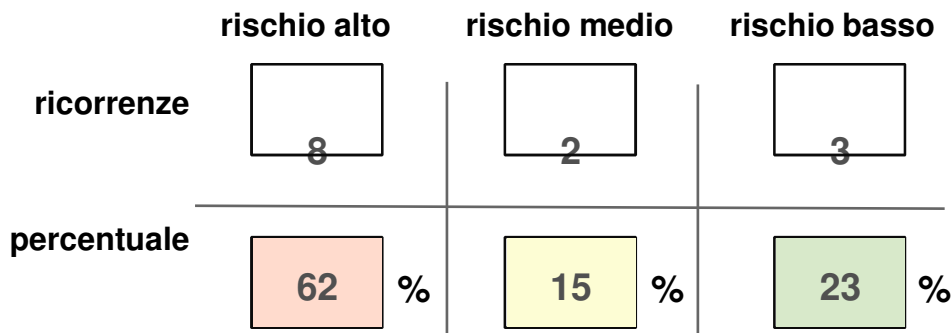 rischio alto rischio medio rischio basso
ricorrenze
8 2 3
percentuale
62 % 15 % 23 %